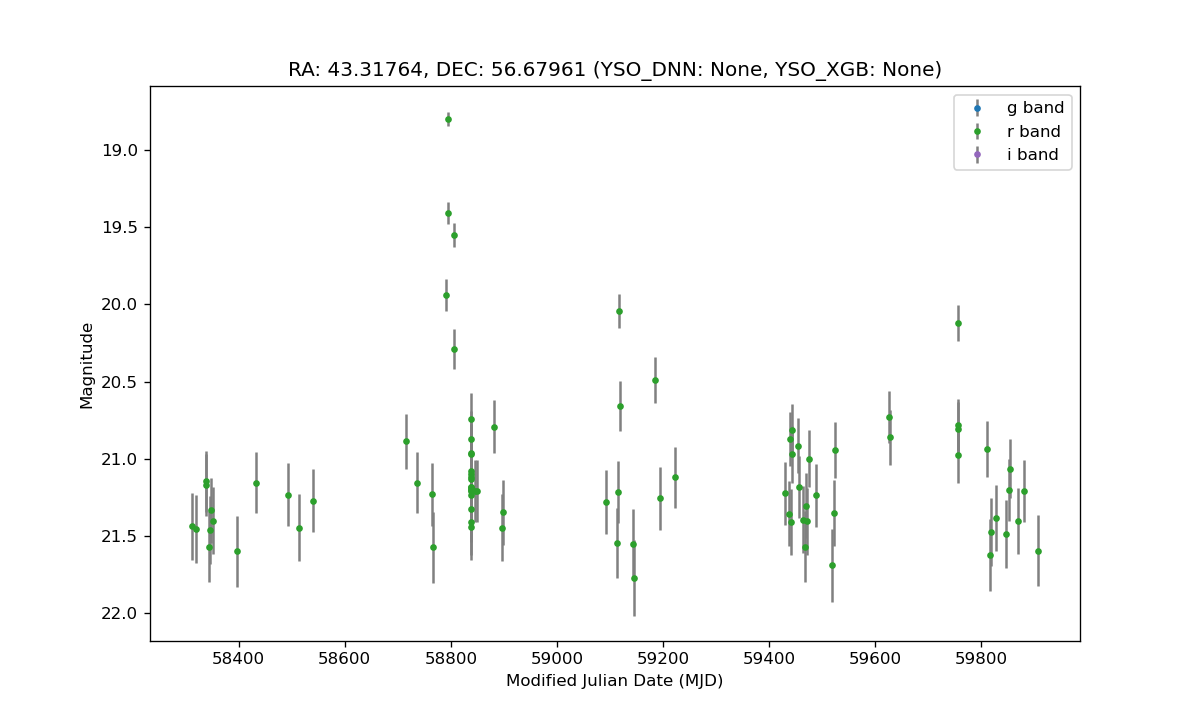 RA: 43.31764, DEC: 56.67961 (YSO_DNN: None, YSO_XGB: None)
g band
r band
i band
19.0
19.5
20.0
20.5
21.0
21.5
22.0
Magnitude
58400 58600 58800 59000 59200 59400 59600 59800
Modified Julian Date (MJD)